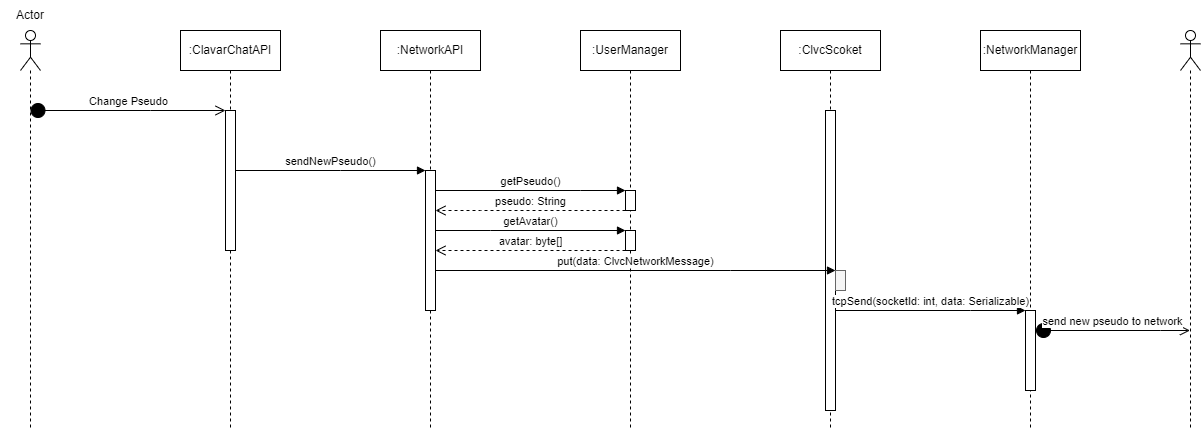 Actor
:ClavarChatAPI
:NetworkAPI
:UserManager
:ClvcScoket
:NetworkManager
Change Pseudo
sendNewPseudo()
getPseudo()
pseudo: String
getAvatar()
avatar: byte[]
put(data: ClvcNetworkMessage)
tcpSend(socketId: int, data: Serializable)
send new pseudo to network